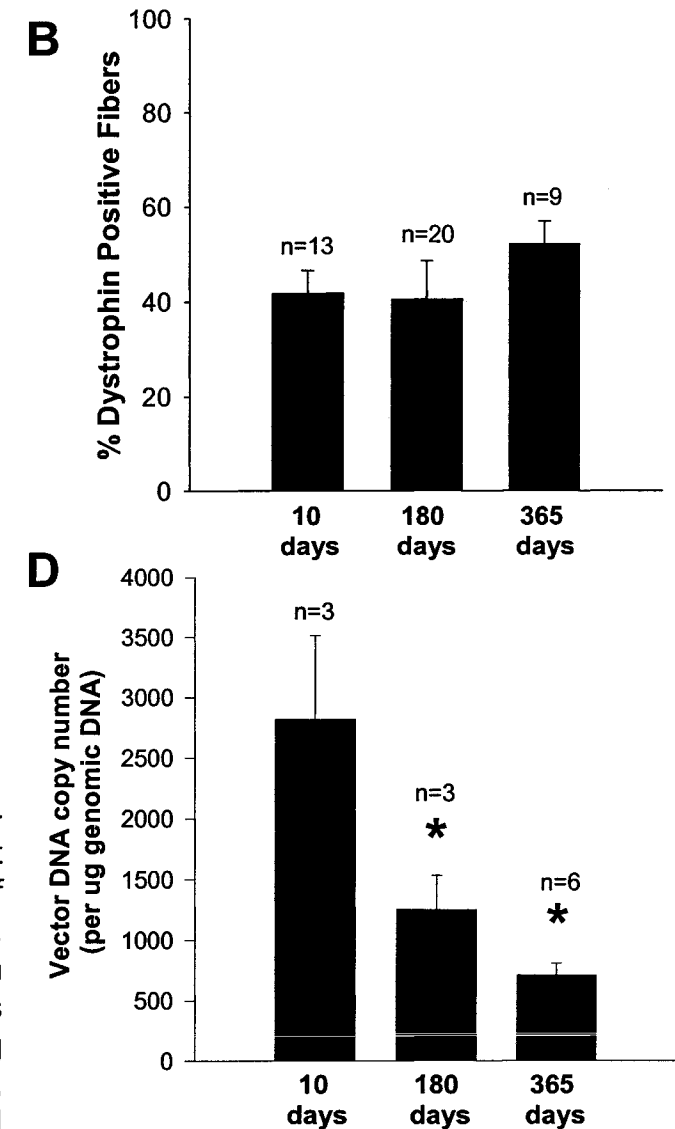 B
% Dystrophin Positive Fibers
100
80
60
40
20
0
n=13
n=20
n=9
10 days
180 days
365 days
D
Vector DNA copy number
(per ug genomic DNA)
4000
3500
3000
2500
2000
1500
1000
500
0
n=3
n=3
*
n=6
*
10 days
180 days
365 days